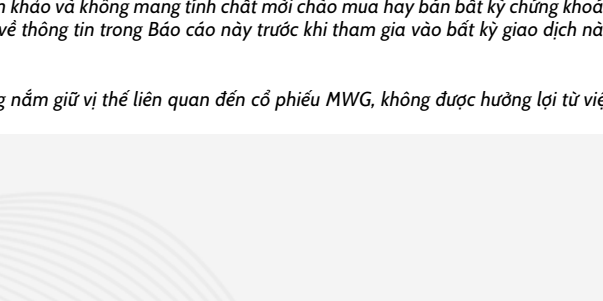 khảo và không mang tính chất mời chào mua hay bán bất kỳ chứng khoá
về thông tin trong Báo cáo này trước khi tham gia vào bất kỳ giao dịch nà
nắm giữ vị thế liên quan đến cổ phiếu MWG, không được hưởng lợi từ việ